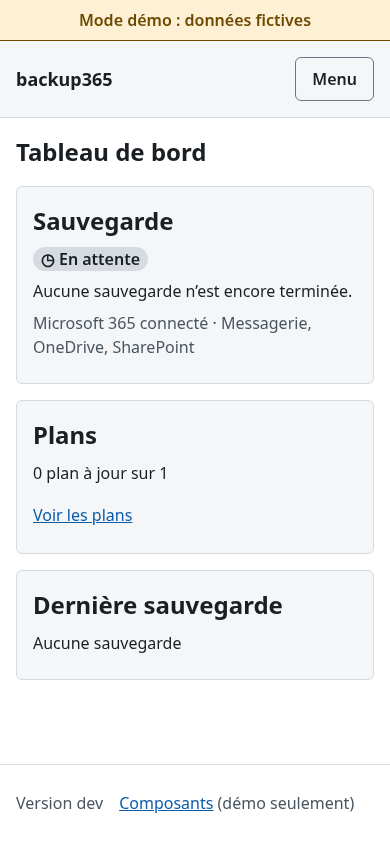 Mode démo : données fictives
backup365
Menu
Tableau de bord
Sauvegarde
En attente
Aucune sauvegarde n’est encore terminée.
Microsoft 365 connecté · Messagerie,
OneDrive, SharePoint
Plans
0 plan à jour sur 1
Voir les plans
Dernière sauvegarde
Aucune sauvegarde
Version dev Composants (démo seulement)